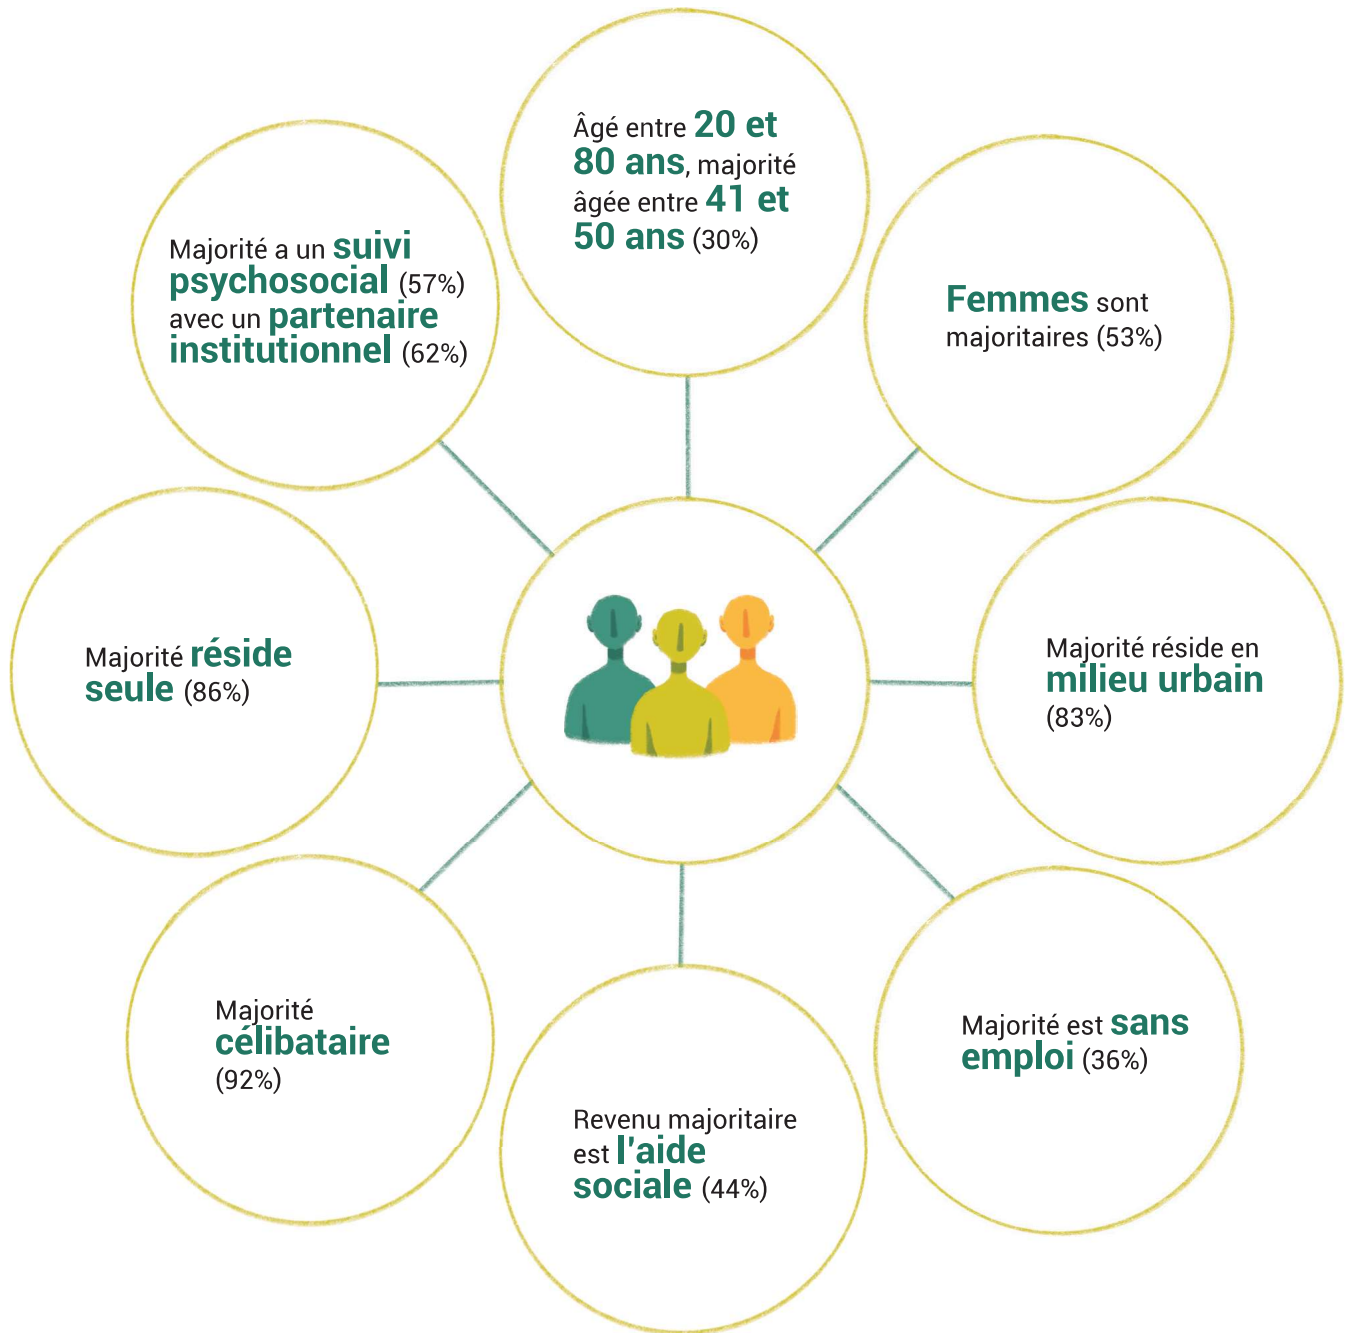 Âgé entre 20 et
80 ans, majorité
âgée entre 41 et
50 ans (30%)
Femmes sont
majoritaires (53%)
Majorité réside en
milieu urbain
(83%)
Majorité est sans
emploi (36%)
Revenu majoritaire
est l'aide
sociale (44%)
Majorité
célibataire
(92%)
Majorité réside
seule (86%)
Majorité a un suivi
psychosocial (57%)
avec un partenaire
institutionnel (62%)